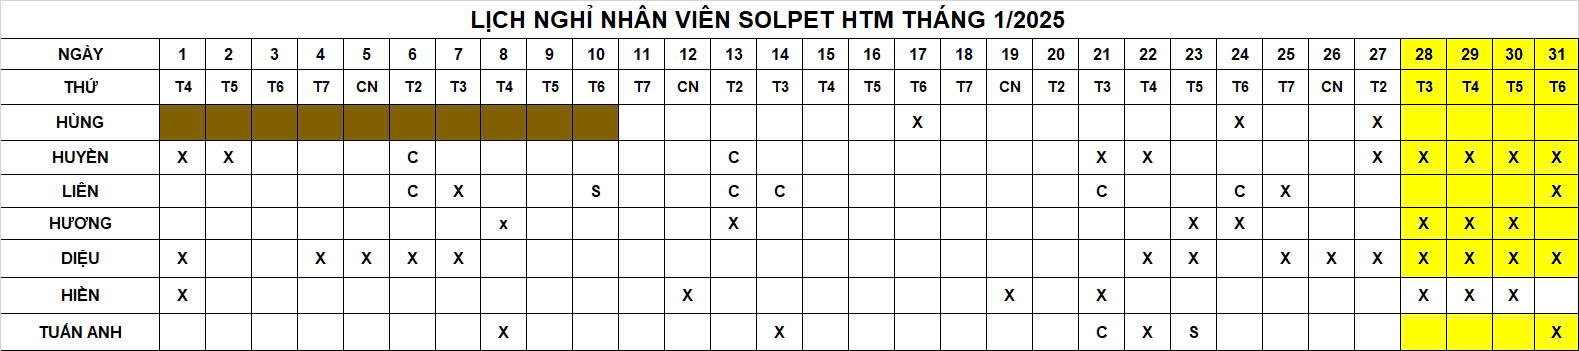 LỊCH NGHỈ NHÂN VIÊN SOLPET HTM THÁNG 1/2025
NGÀY 1 2 3 4 5 6 7 8 9 10 11 12 13 14 15 16 17 18 19 20 21 22 23 24 25 26 27 28 29 30 31
THỨ T4 T5 T6 T7 CN T2 T3 T4 T5 T6 T7 CN T2 T3 T4 T5 T6 T7 CN T2 T3 T4 T5 T6 T7 CN T2 T3 T4 T5 T6
HÙNG X X X
HUYỀN X X C C X X X X X X X
LIÊN C X S C C C C X X
HƯƠNG x X X X X X X
DIỆU X X X X X X X X X X X X X X
HIỀN X X X X X X X
TUẤN ANH X X C X S X